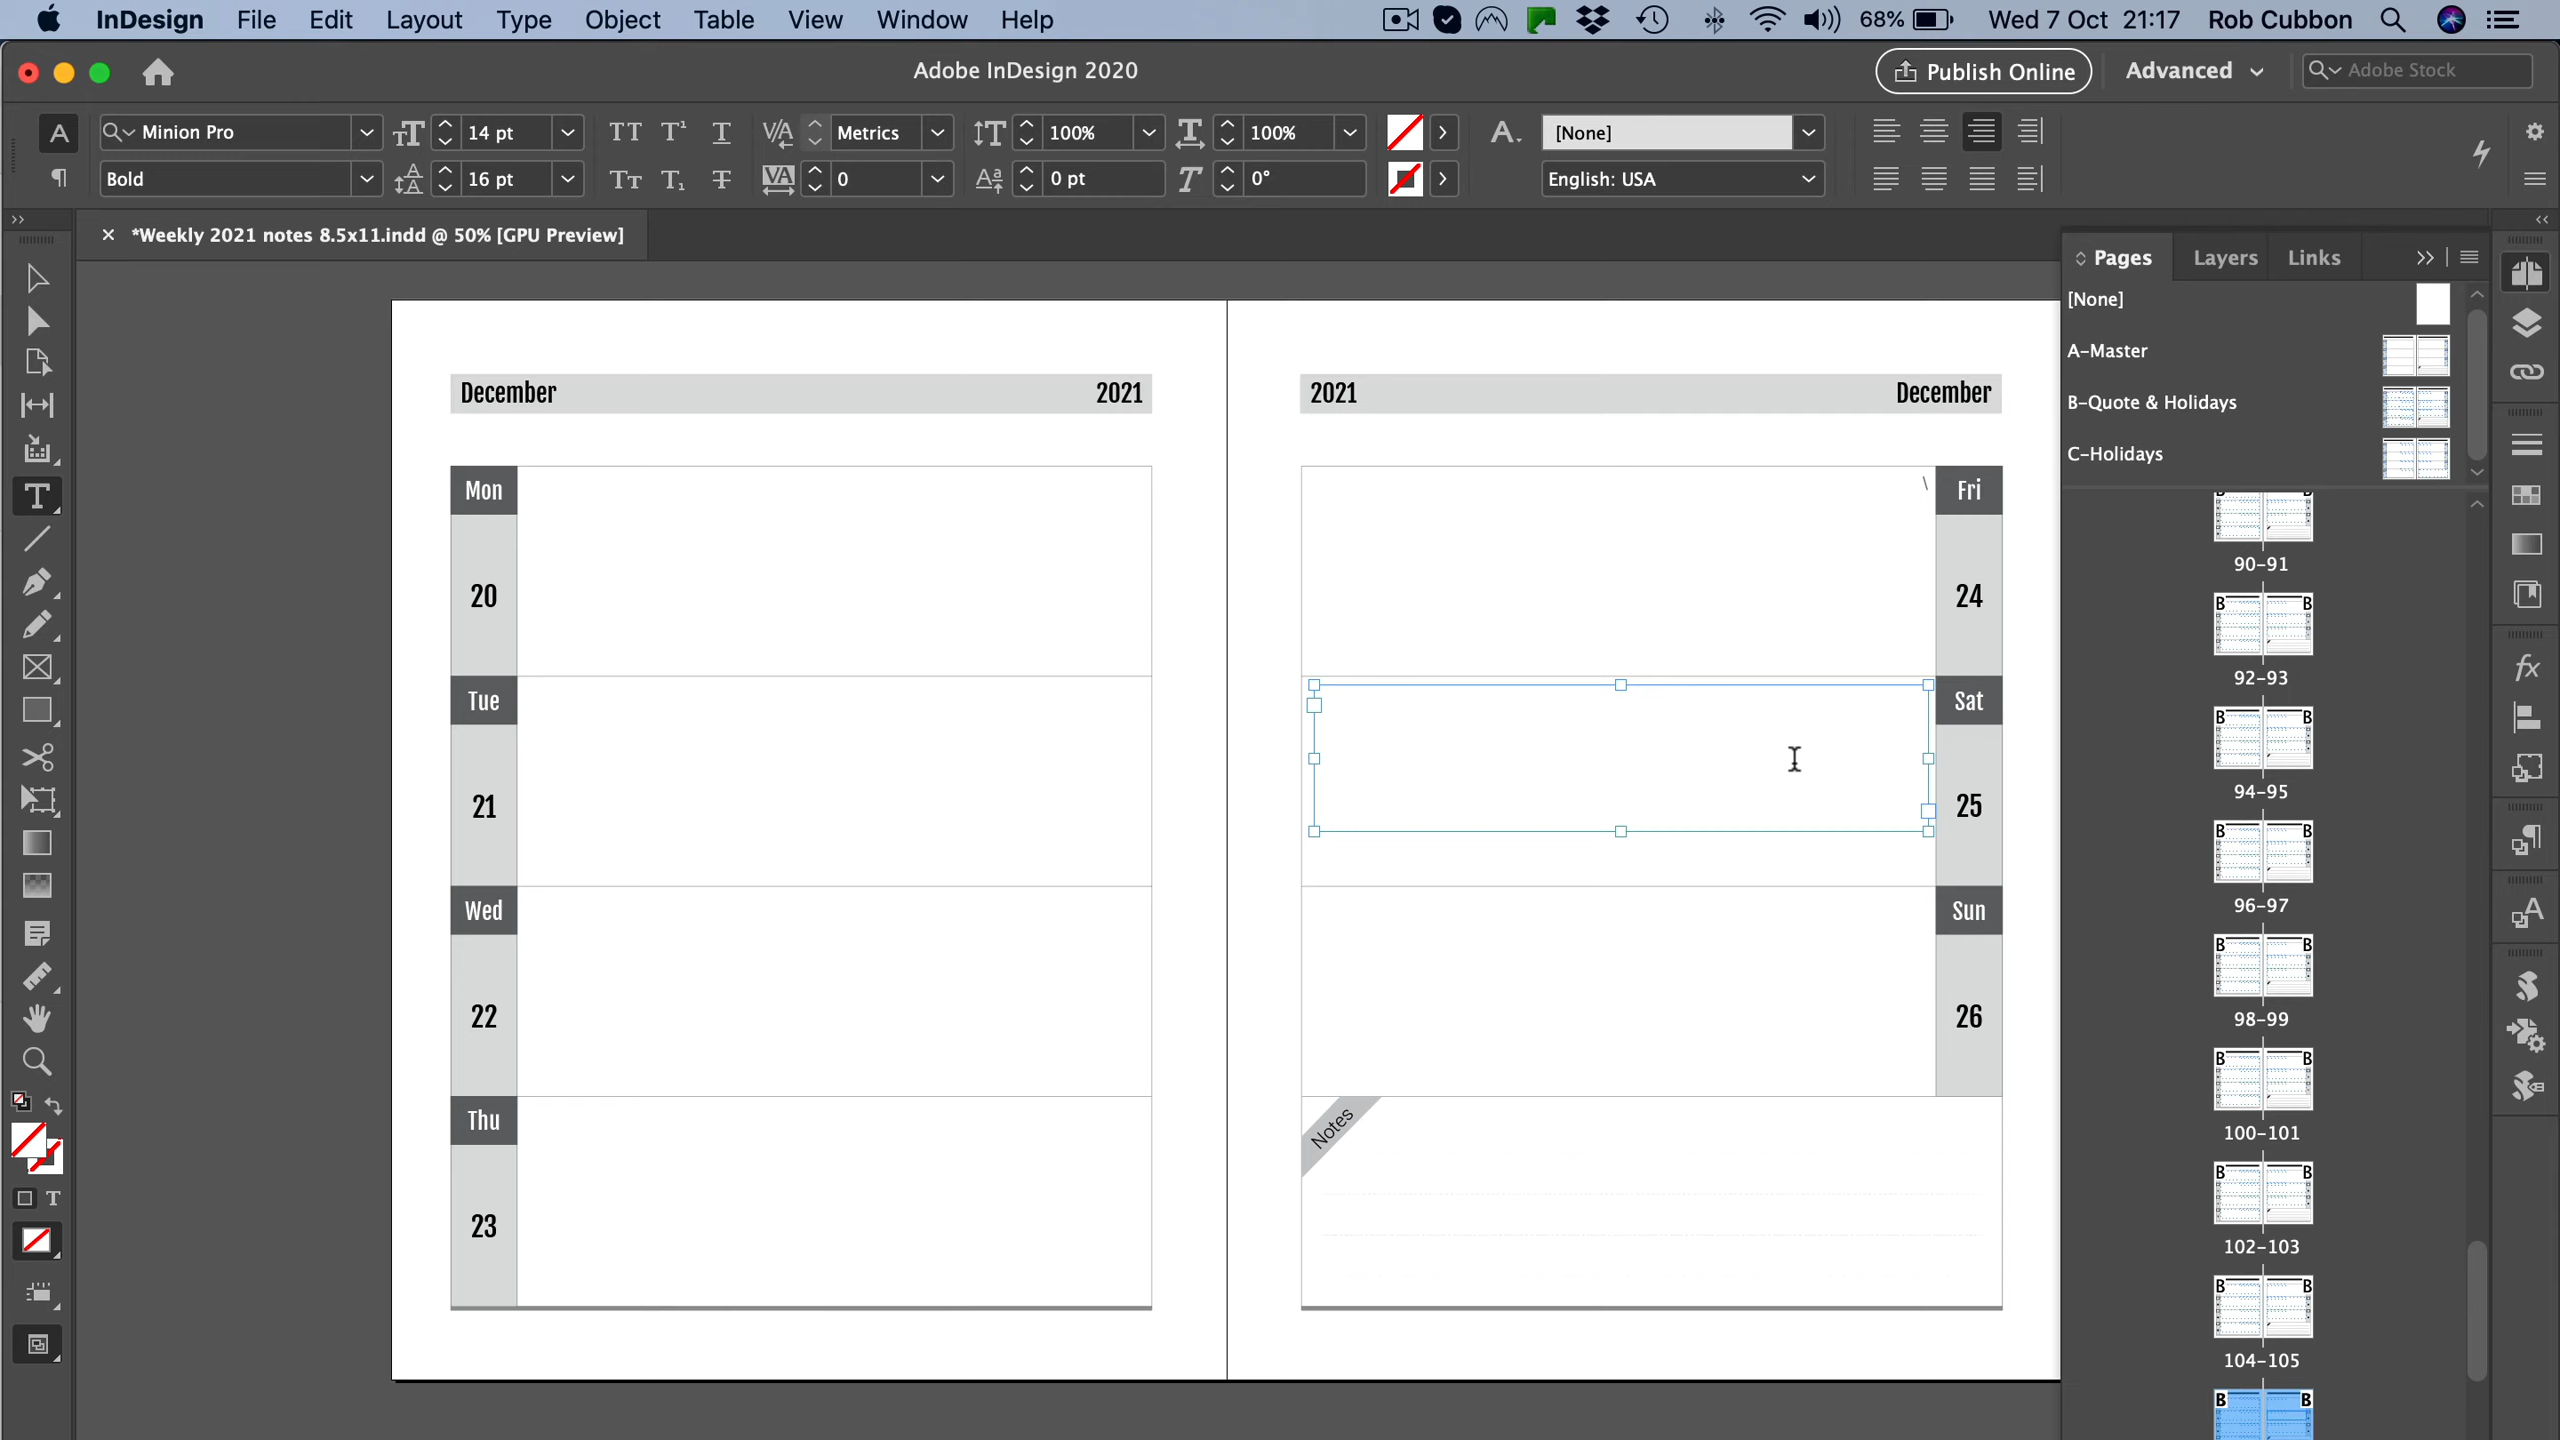 InDesign File Edit Layout Type Object Table View Window Help 68% Wed 7 Oct 21:17 Rob Cubbon
Adobe InDesign 2020 Publish Online Advanced Adobe Stock
Minion Pro 14 pt Metrics 100% 100% [None]
Bold 16 pt 0 0 pt 0° English: USA
*Weekly 2021 notes 8.5x11.indd @ 50% [GPU Preview]
Pages Layers Links
[None]
A-Master
B-Quote & Holidays
C-Holidays
December 2021
2021 December
Mon
20
Tue
21
Wed
22
Thu
23
\
Fri
24
Sat
25
Sun
26
Notes
90-91
B B
92-93
B B
94-95
B B
96-97
B B
98-99
B B
100-101
B B
102-103
B B
104-105
B B